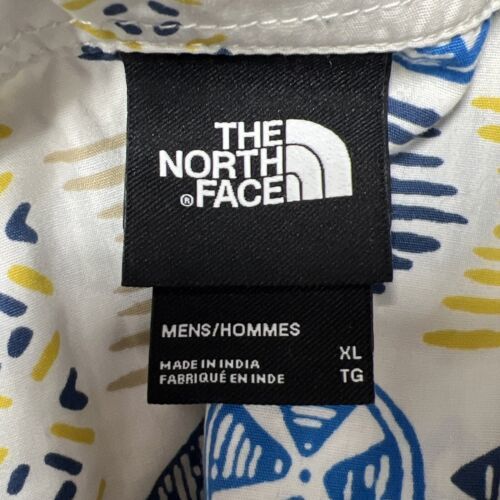 THE
NORTH
® FACE
MENS/HOMMES
MADE IN INDIA XL
FABRIQUÉ EN INDE TG